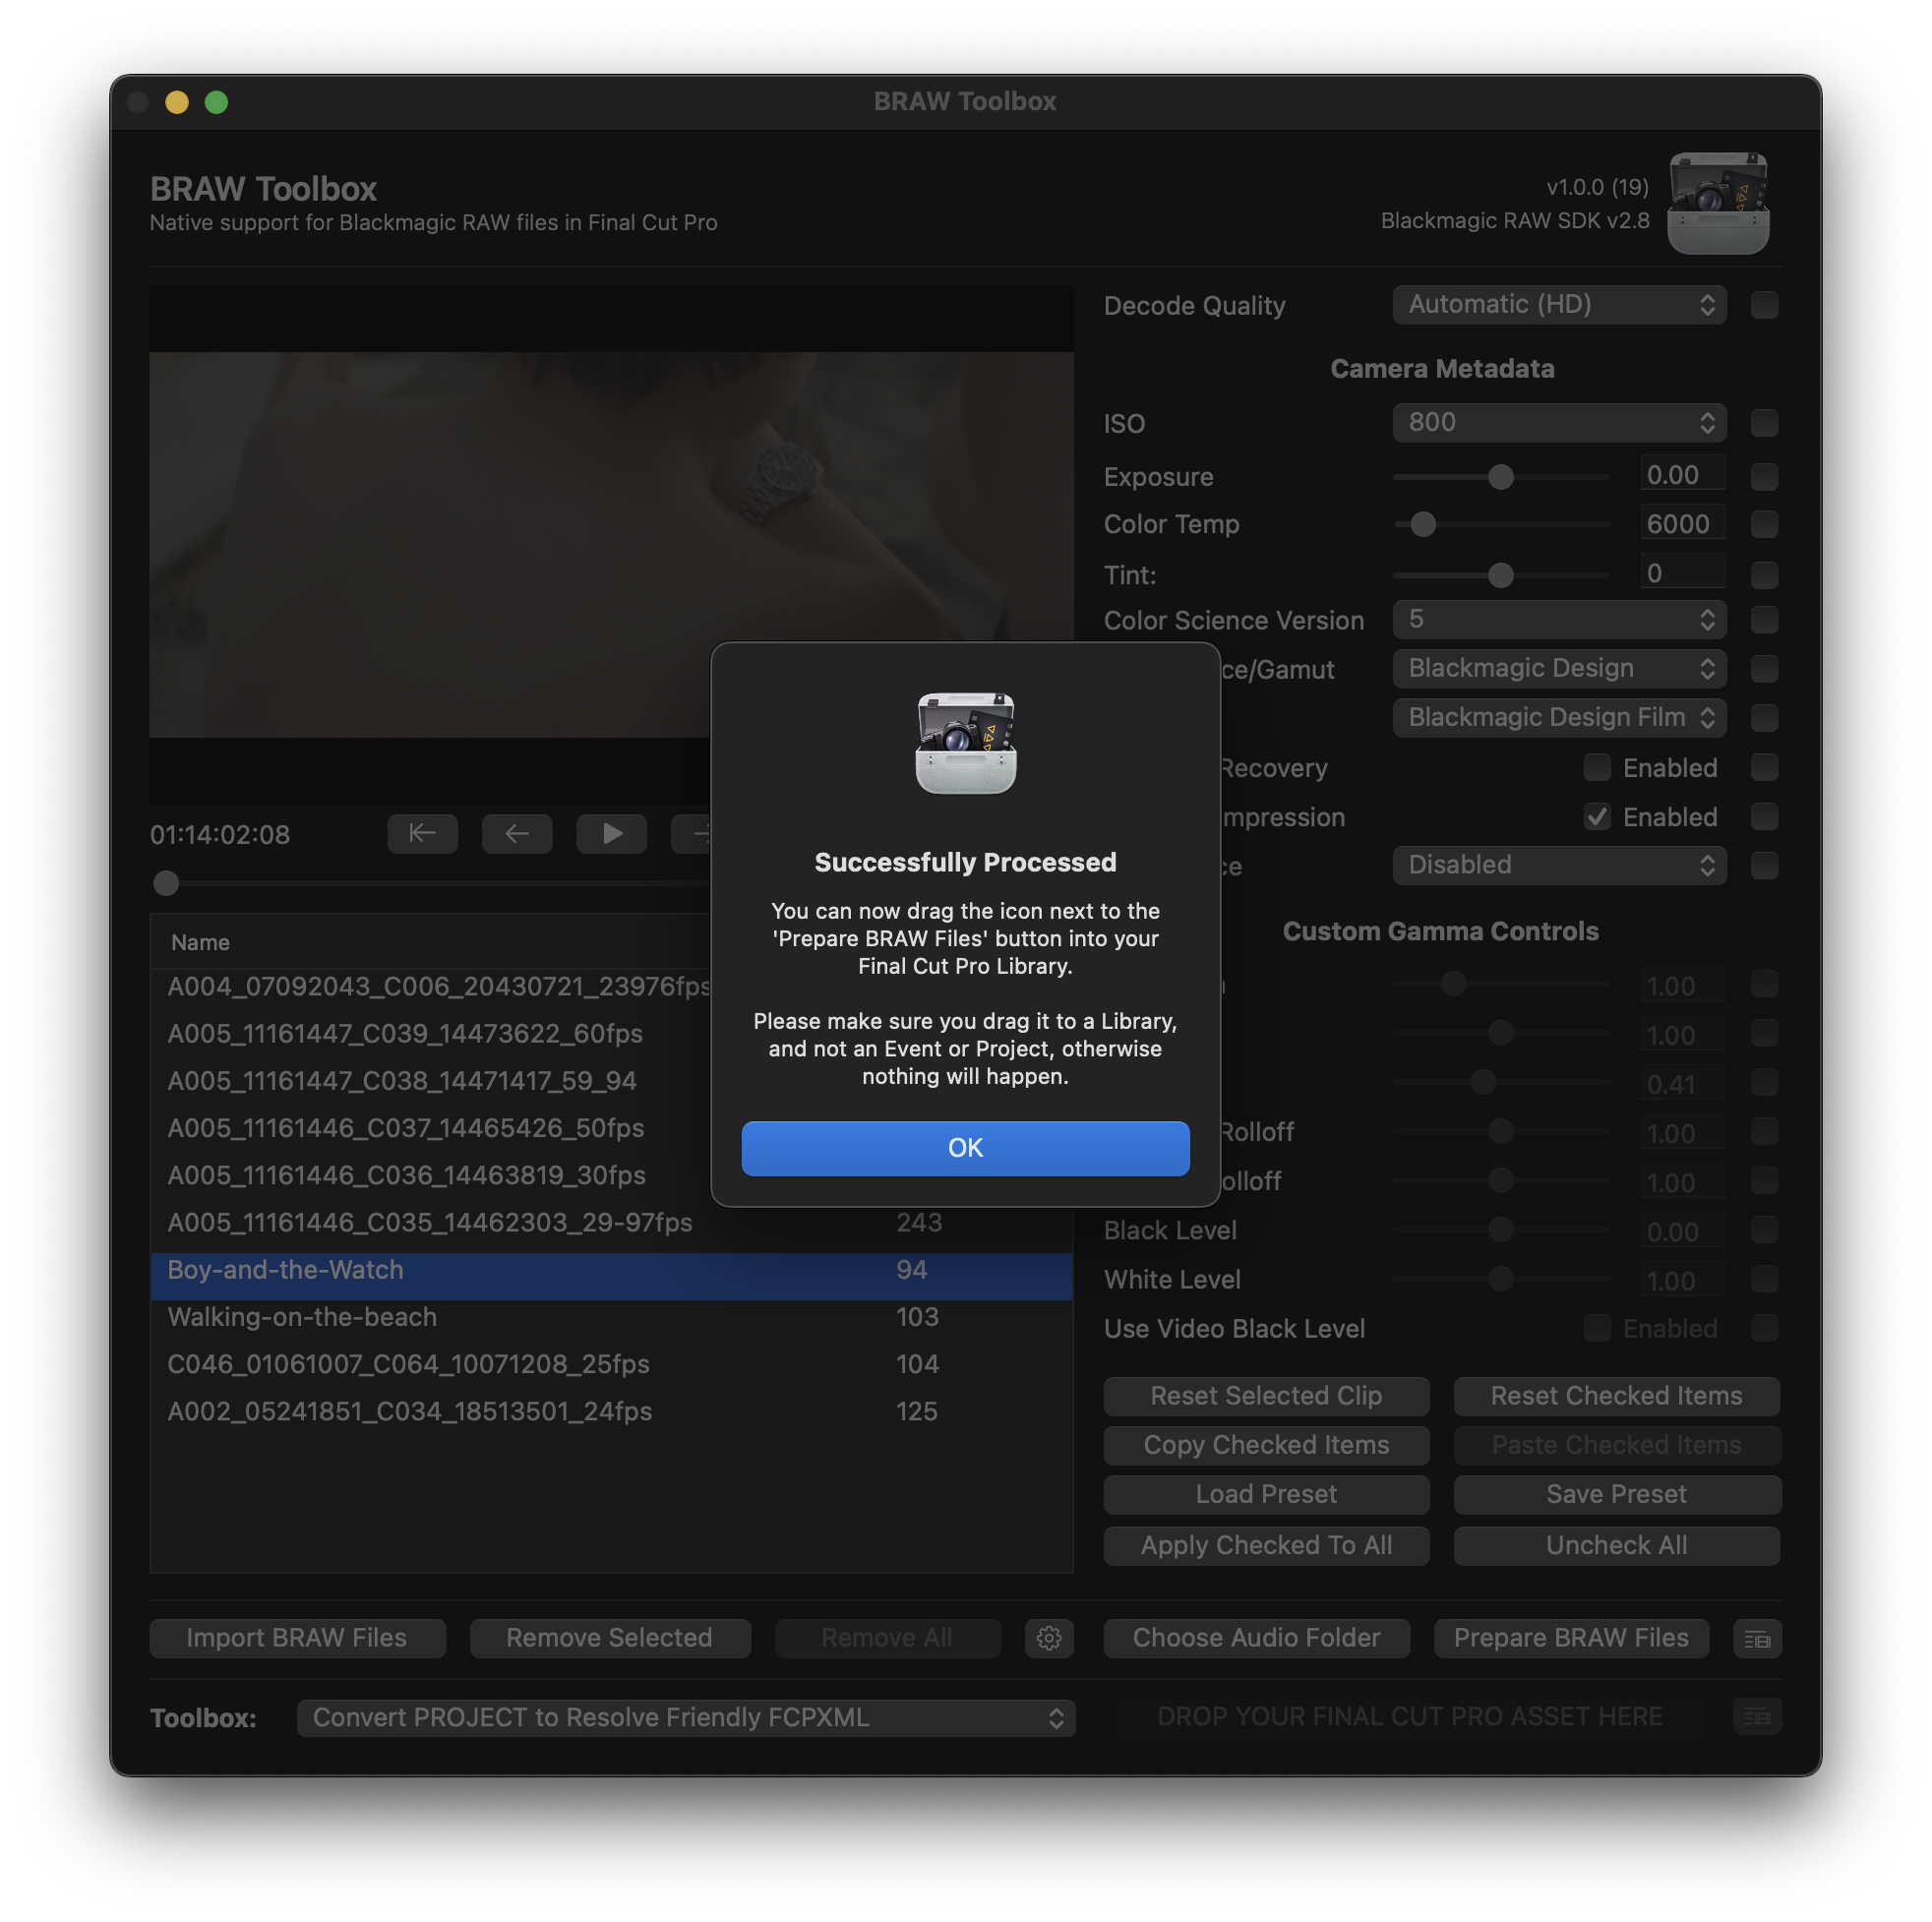 BRAW Toolbox
BRAW Toolbox
Native support for Blackmagic RAW files in Final Cut Pro
v1.0.0 (19)
Blackmagic RAW SDK v2.8
Decode Quality
Automatic (HD)
Camera Metadata
ISO
800
Exposure
0.00
Color Temp
6000
Tint:
0
Color Science Version
5
ce/Gamut
Blackmagic Design
Blackmagic Design Film
Recovery
Enabled
mpression
Enabled
ce
Disabled
Custom Gamma Controls
1.00
1.00
0.41
Rolloff
1.00
olloff
1.00
Black Level
0.00
White Level
1.00
Use Video Black Level
Enabled
Reset Selected Clip
Reset Checked Items
Copy Checked Items
Paste Checked Items
Load Preset
Save Preset
Apply Checked To All
Uncheck All
01:14:02:08
Name
A004_07092043_C006_20430721_23976fps
A005_11161447_C039_14473622_60fps
A005_11161447_C038_14471417_59_94
A005_11161446_C037_14465426_50fps
A005_11161446_C036_14463819_30fps
A005_11161446_C035_14462303_29-97fps
243
Boy-and-the-Watch
94
Walking-on-the-beach
103
C046_01061007_C064_10071208_25fps
104
A002_05241851_C034_18513501_24fps
125
Successfully Processed
You can now drag the icon next to the
'Prepare BRAW Files' button into your
Final Cut Pro Library.
Please make sure you drag it to a Library,
and not an Event or Project, otherwise
nothing will happen.
OK
Import BRAW Files
Remove Selected
Remove All
Choose Audio Folder
Prepare BRAW Files
Toolbox:
Convert PROJECT to Resolve Friendly FCPXML
DROP YOUR FINAL CUT PRO ASSET HERE